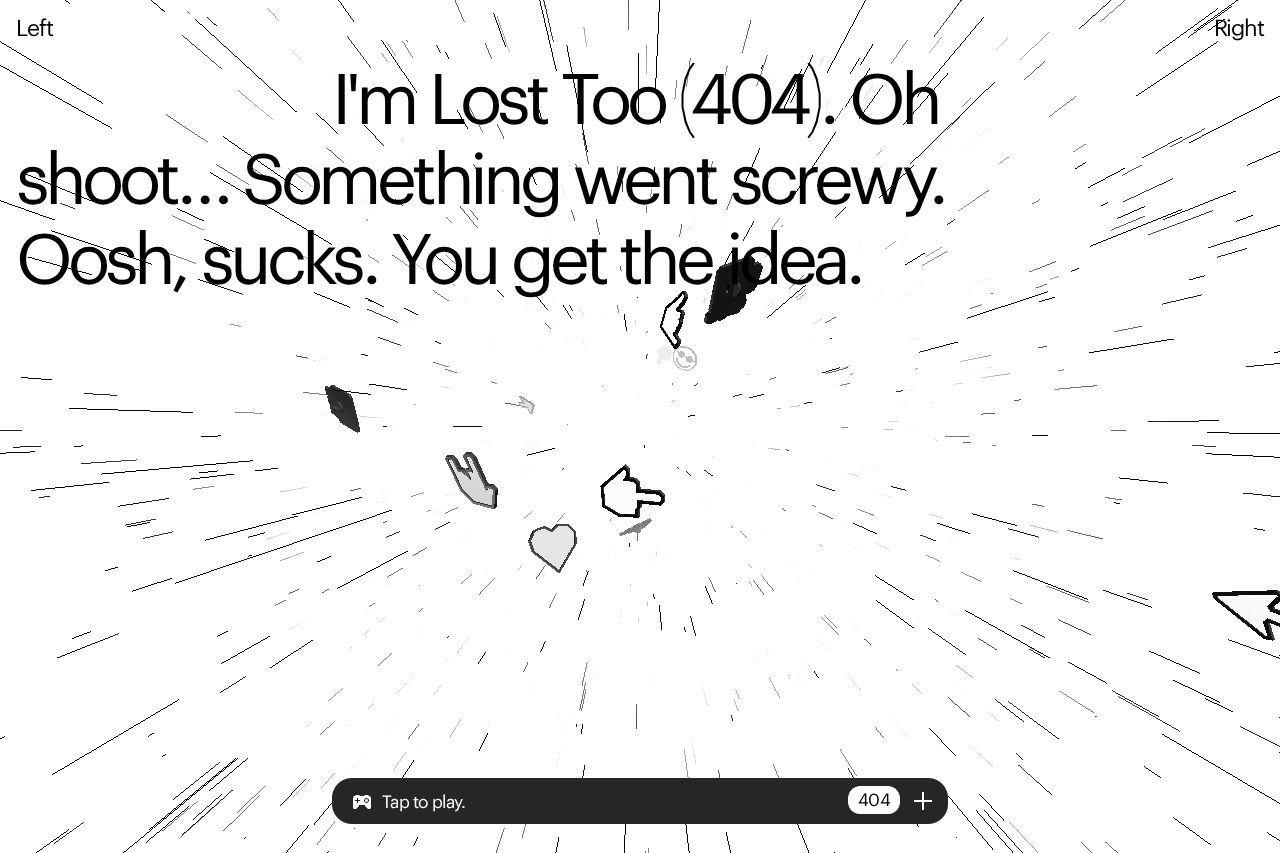 Left
Right
I'm Lost Too (404). Oh
shoot... Something went screwy.
Oosh, sucks. You get the idea.
Tap to play.
404